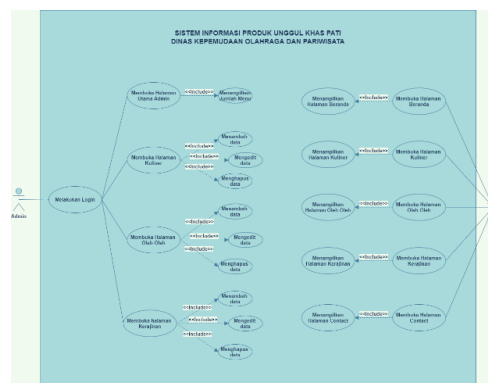 SISTEM INFORMASI PRODUK UNGGUL KHAS PATI
DINAS KEPEMUDAAN OLAHRAGA DAN PARIWISATA
Membuka Halaman
Utama Admin
<<Include>>
Menampilkan
Jumlah Menu
Menampilkan
Halaman Beranda
<<Include>>
Membuka Halaman
Beranda
Membuka Halaman
Kuliner
<<Include>>
<<Include>>
<<Include>>
Menambah
data
Mengedit
data
Menghapus
data
Menampilkan
Halaman Kuliner
<<Include>>
Membuka Halaman
Kuliner
Admin
Melakukan Login
Membuka Halaman
Oleh Oleh
<<Include>>
<<Include>>
<<Include>>
Menambah
data
Mengedit
data
Menghapus
data
Menampilkan
Halaman Oleh Oleh
<<Include>>
Membuka Halaman
Oleh Oleh
Menampilkan
Halaman Kerajinan
<<Include>>
Membuka Halaman
Kerajinan
Membuka halaman
Kerajinan
<<Include>>
<<Include>>
<<Include>>
Menambah
data
Mengedit
data
Menghapus
data
Menampilkan
Halaman Contact
<<Include>>
Membuka Halaman
Contact